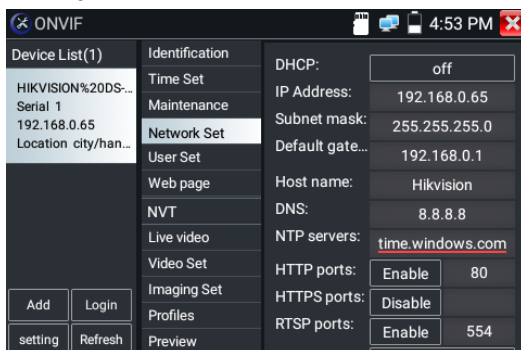 ONVIF
4:53 PM
Device List(1)
HIKVISION%20DS-...
Serial 1
192.168.0.65
Location city/han...
Add
Login
setting
Refresh
Identification
Time Set
Maintenance
Network Set
User Set
Web page
NVT
Live video
Video Set
Imaging Set
Profiles
Preview
DHCP: off
IP Address: 192.168.0.65
Subnet mask: 255.255.255.0
Default gate... 192.168.0.1
Host name: Hikvision
DNS: 8.8.8.8
NTP servers: time.windows.com
HTTP ports: Enable 80
HTTPS ports: Disable
RTSP ports: Enable 554